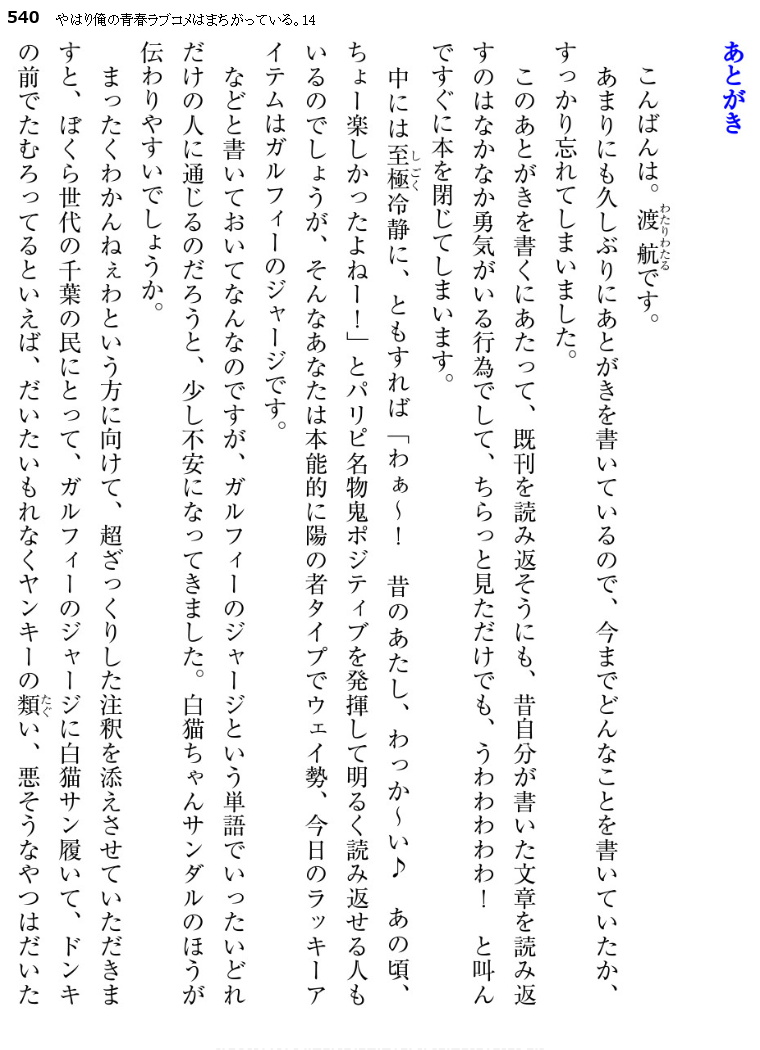 540 やはり俺の青春ラブコメはまちがっている。14
あとがき
こんばんは。渡航です。
あまりにも久しぶりにあとがきを書いているので、今までどんなことを書いていたか、
すっかり忘れてしまいました。
このあとがきを書くにあたって、既刊を読み返そうにも、昔自分が書いた文章を読み返
すのはなかなか勇気がいる行為でして、ちらっと見ただけでも、うわわわわわ！　と叫ん
ですぐに本を閉じてしまいます。
中には至極冷静に、ともすれば「わぁ〜！　昔のあたし、わっか〜い♪　あの頃、
ちょー楽しかったよねー！」とパリピ名物鬼ポジティブを発揮して明るく読み返せる人も
いるのでしょうが、そんなあなたは本能的に陽の者タイプでウェイ勢、今日のラッキーア
イテムはガルフィーのジャージです。
などと書いておいてなんなのですが、ガルフィーのジャージという単語でいったいどれ
だけの人に通じるのだろうと、少し不安になってきました。白猫ちゃんサンダルのほうが
伝わりやすいでしょうか。
まったくわかんねぇわという方に向けて、超ざっくりした注釈を添えさせていただきま
すと、ぼくら世代の千葉の民にとって、ガルフィーのジャージに白猫サン履いて、ドンキ
の前でたむろってるといえば、だいたいもれなくヤンキーの類い、悪そうなやつはだいた